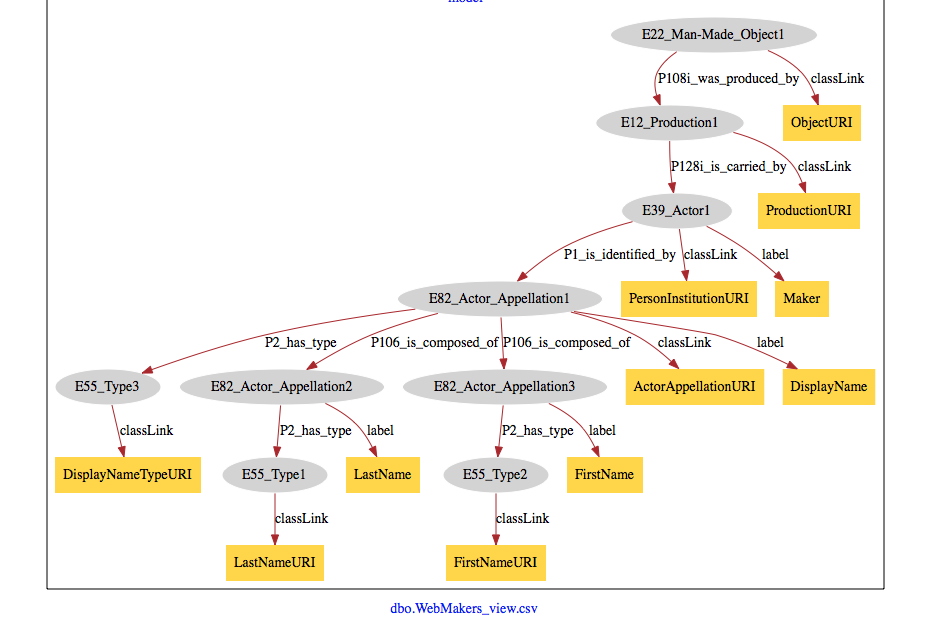 model
E22_Man-Made_Object1
P108i_was_produced_by
classLink
E12_Production1
ObjectURI
P128i_is_carried_by
classLink
E39_Actor1
ProductionURI
P1_is_identified_by
classLink
label
E82_Actor_Appellation1
PersonInstitutionURI
Maker
P2_has_type
P106_is_composed_of
P106_is_composed_of
classLink
label
E55_Type3
E82_Actor_Appellation2
E82_Actor_Appellation3
ActorAppellationURI
DisplayName
classLink
P2_has_type
label
P2_has_type
label
DisplayNameTypeURI
E55_Type1
LastName
E55_Type2
FirstName
classLink
classLink
LastNameURI
FirstNameURI
dbo.WebMakers_view.csv